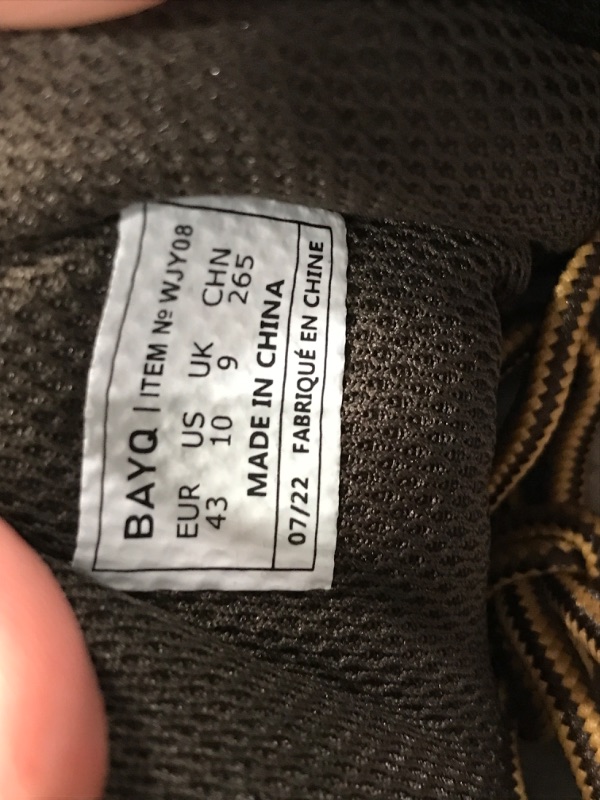 BAYQ | ITEM № WJY08
EUR US UK CHN
43 10 9 265
MADE IN CHINA
07/22 FABRIQUÉ EN CHINE